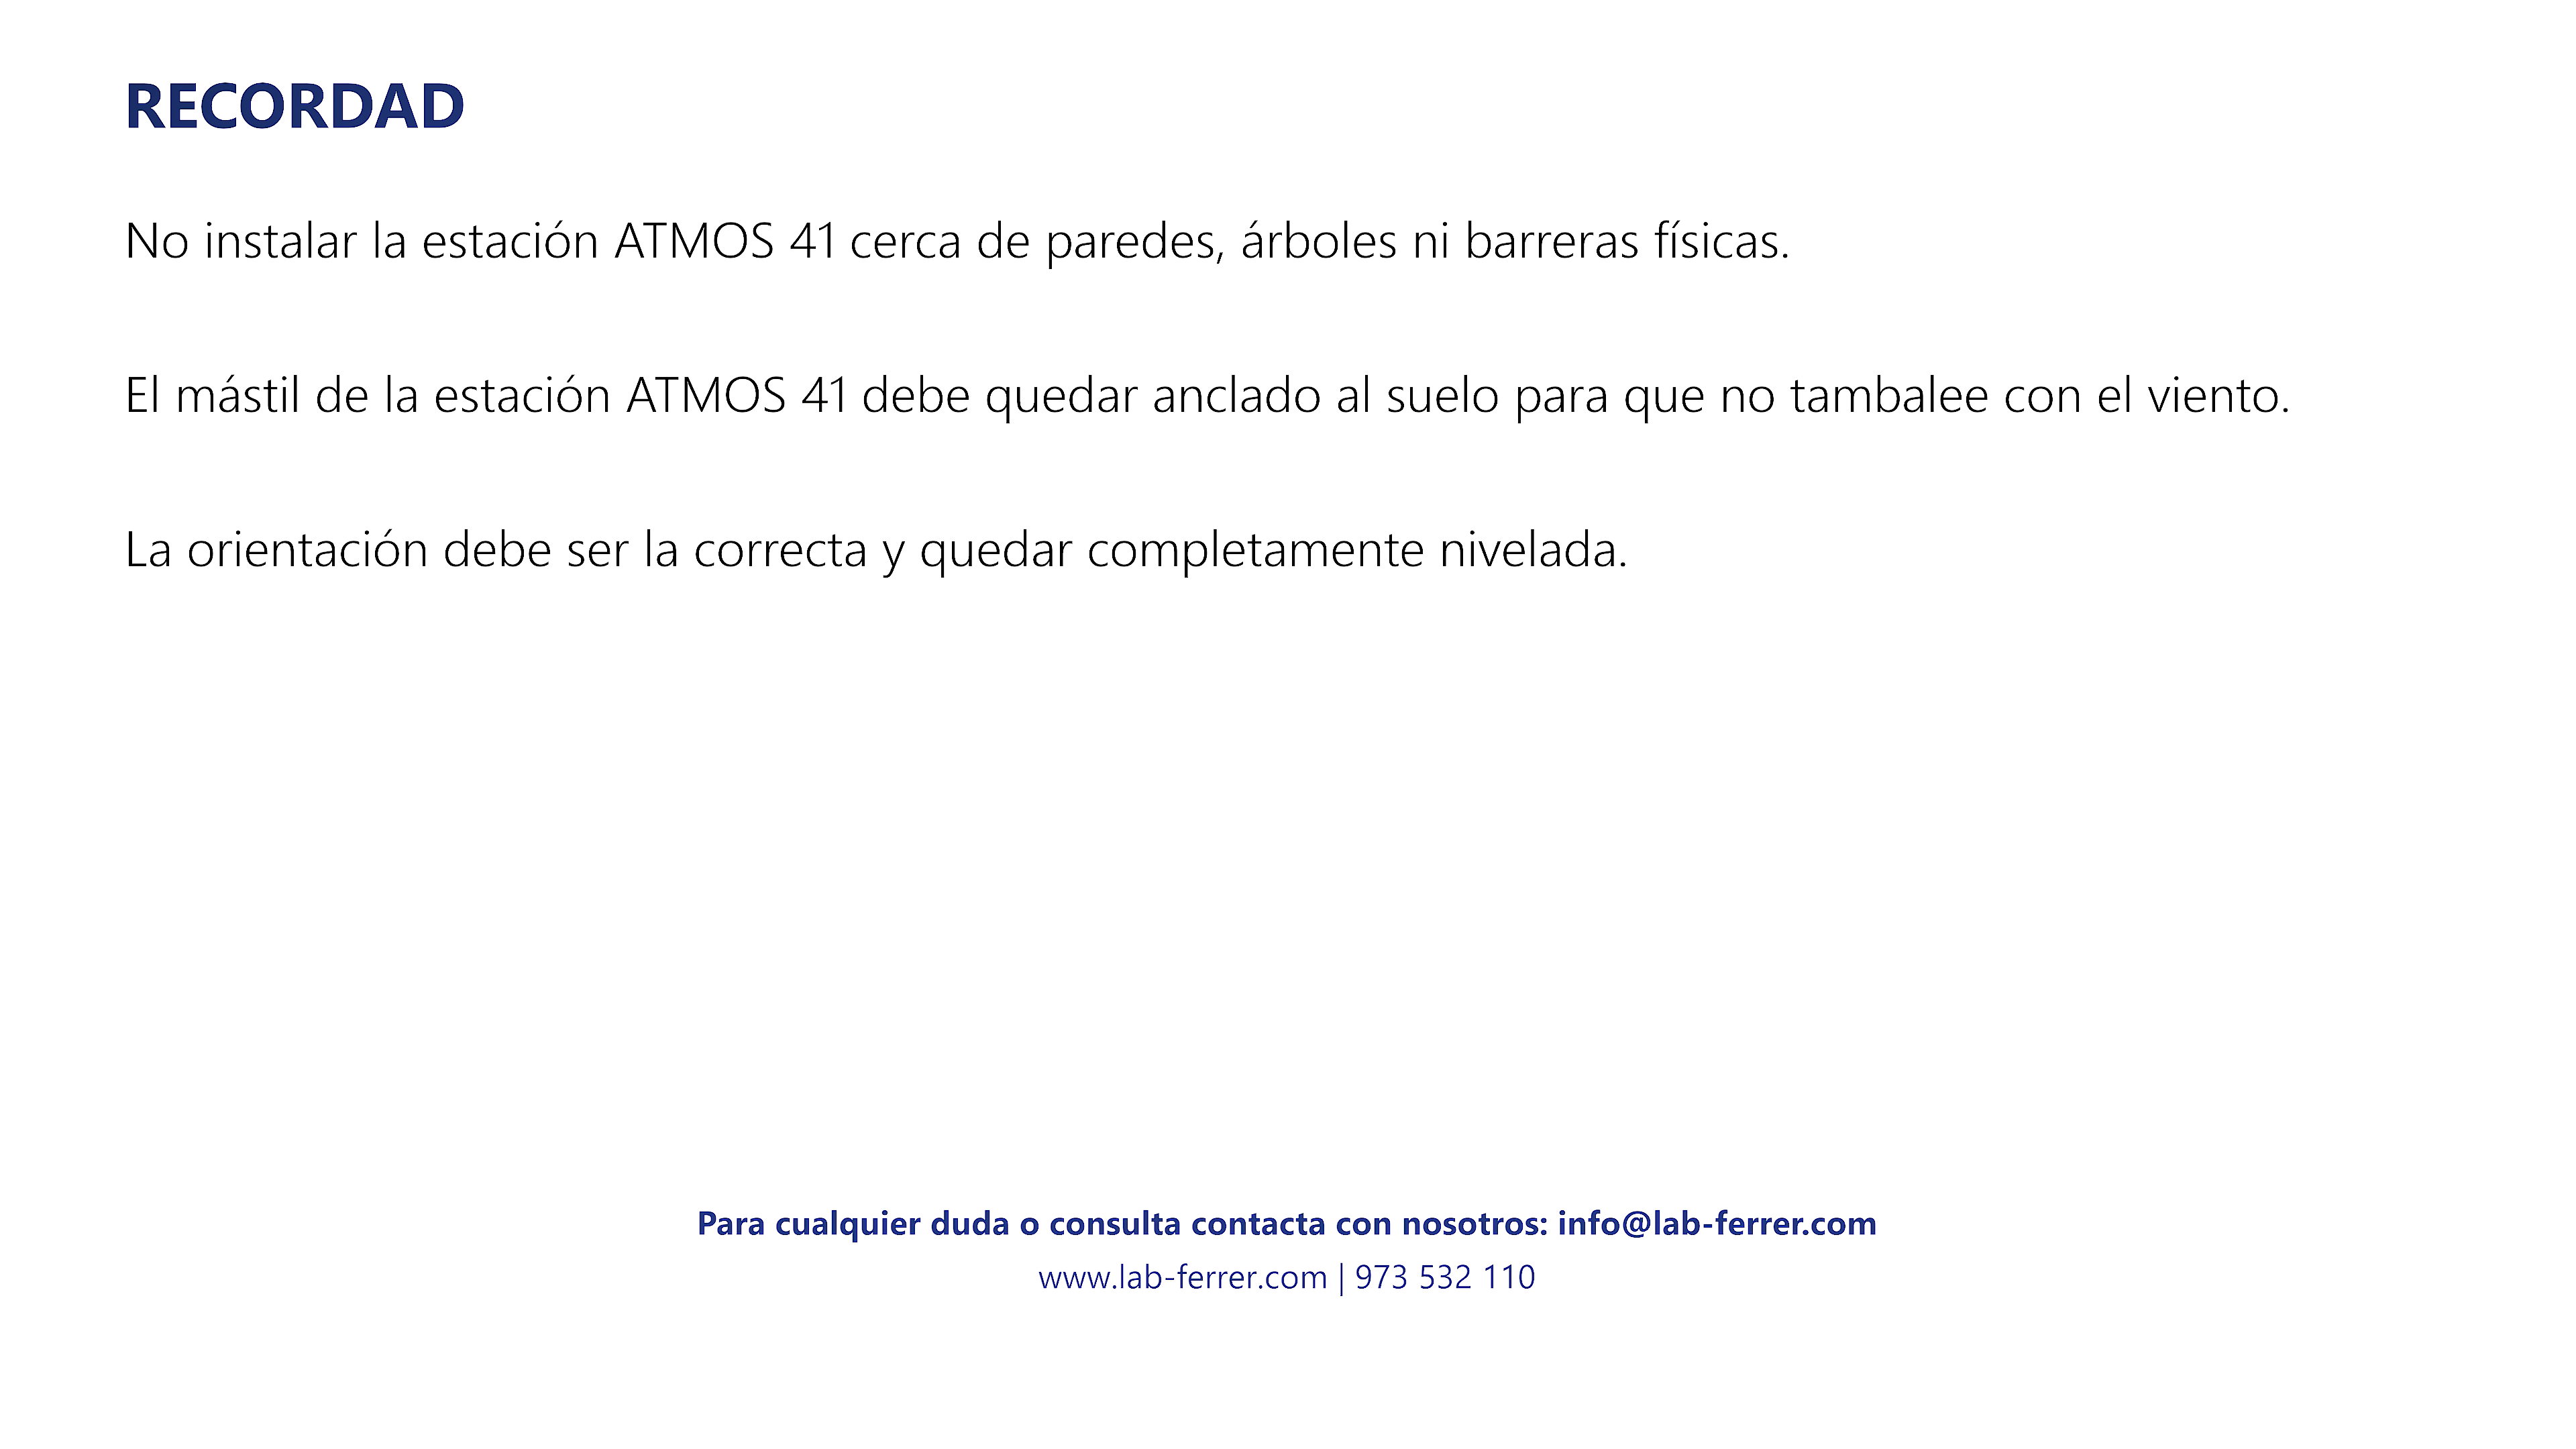 RECORDAD
No instalar la estación ATMOS 41 cerca de paredes, árboles ni barreras físicas.
El mástil de la estación ATMOS 41 debe quedar anclado al suelo para que no tambalee con el viento.
La orientación debe ser la correcta y quedar completamente nivelada.
Para cualquier duda o consulta contacta con nosotros: info@lab-ferrer.com
www.lab-ferrer.com | 973 532 110